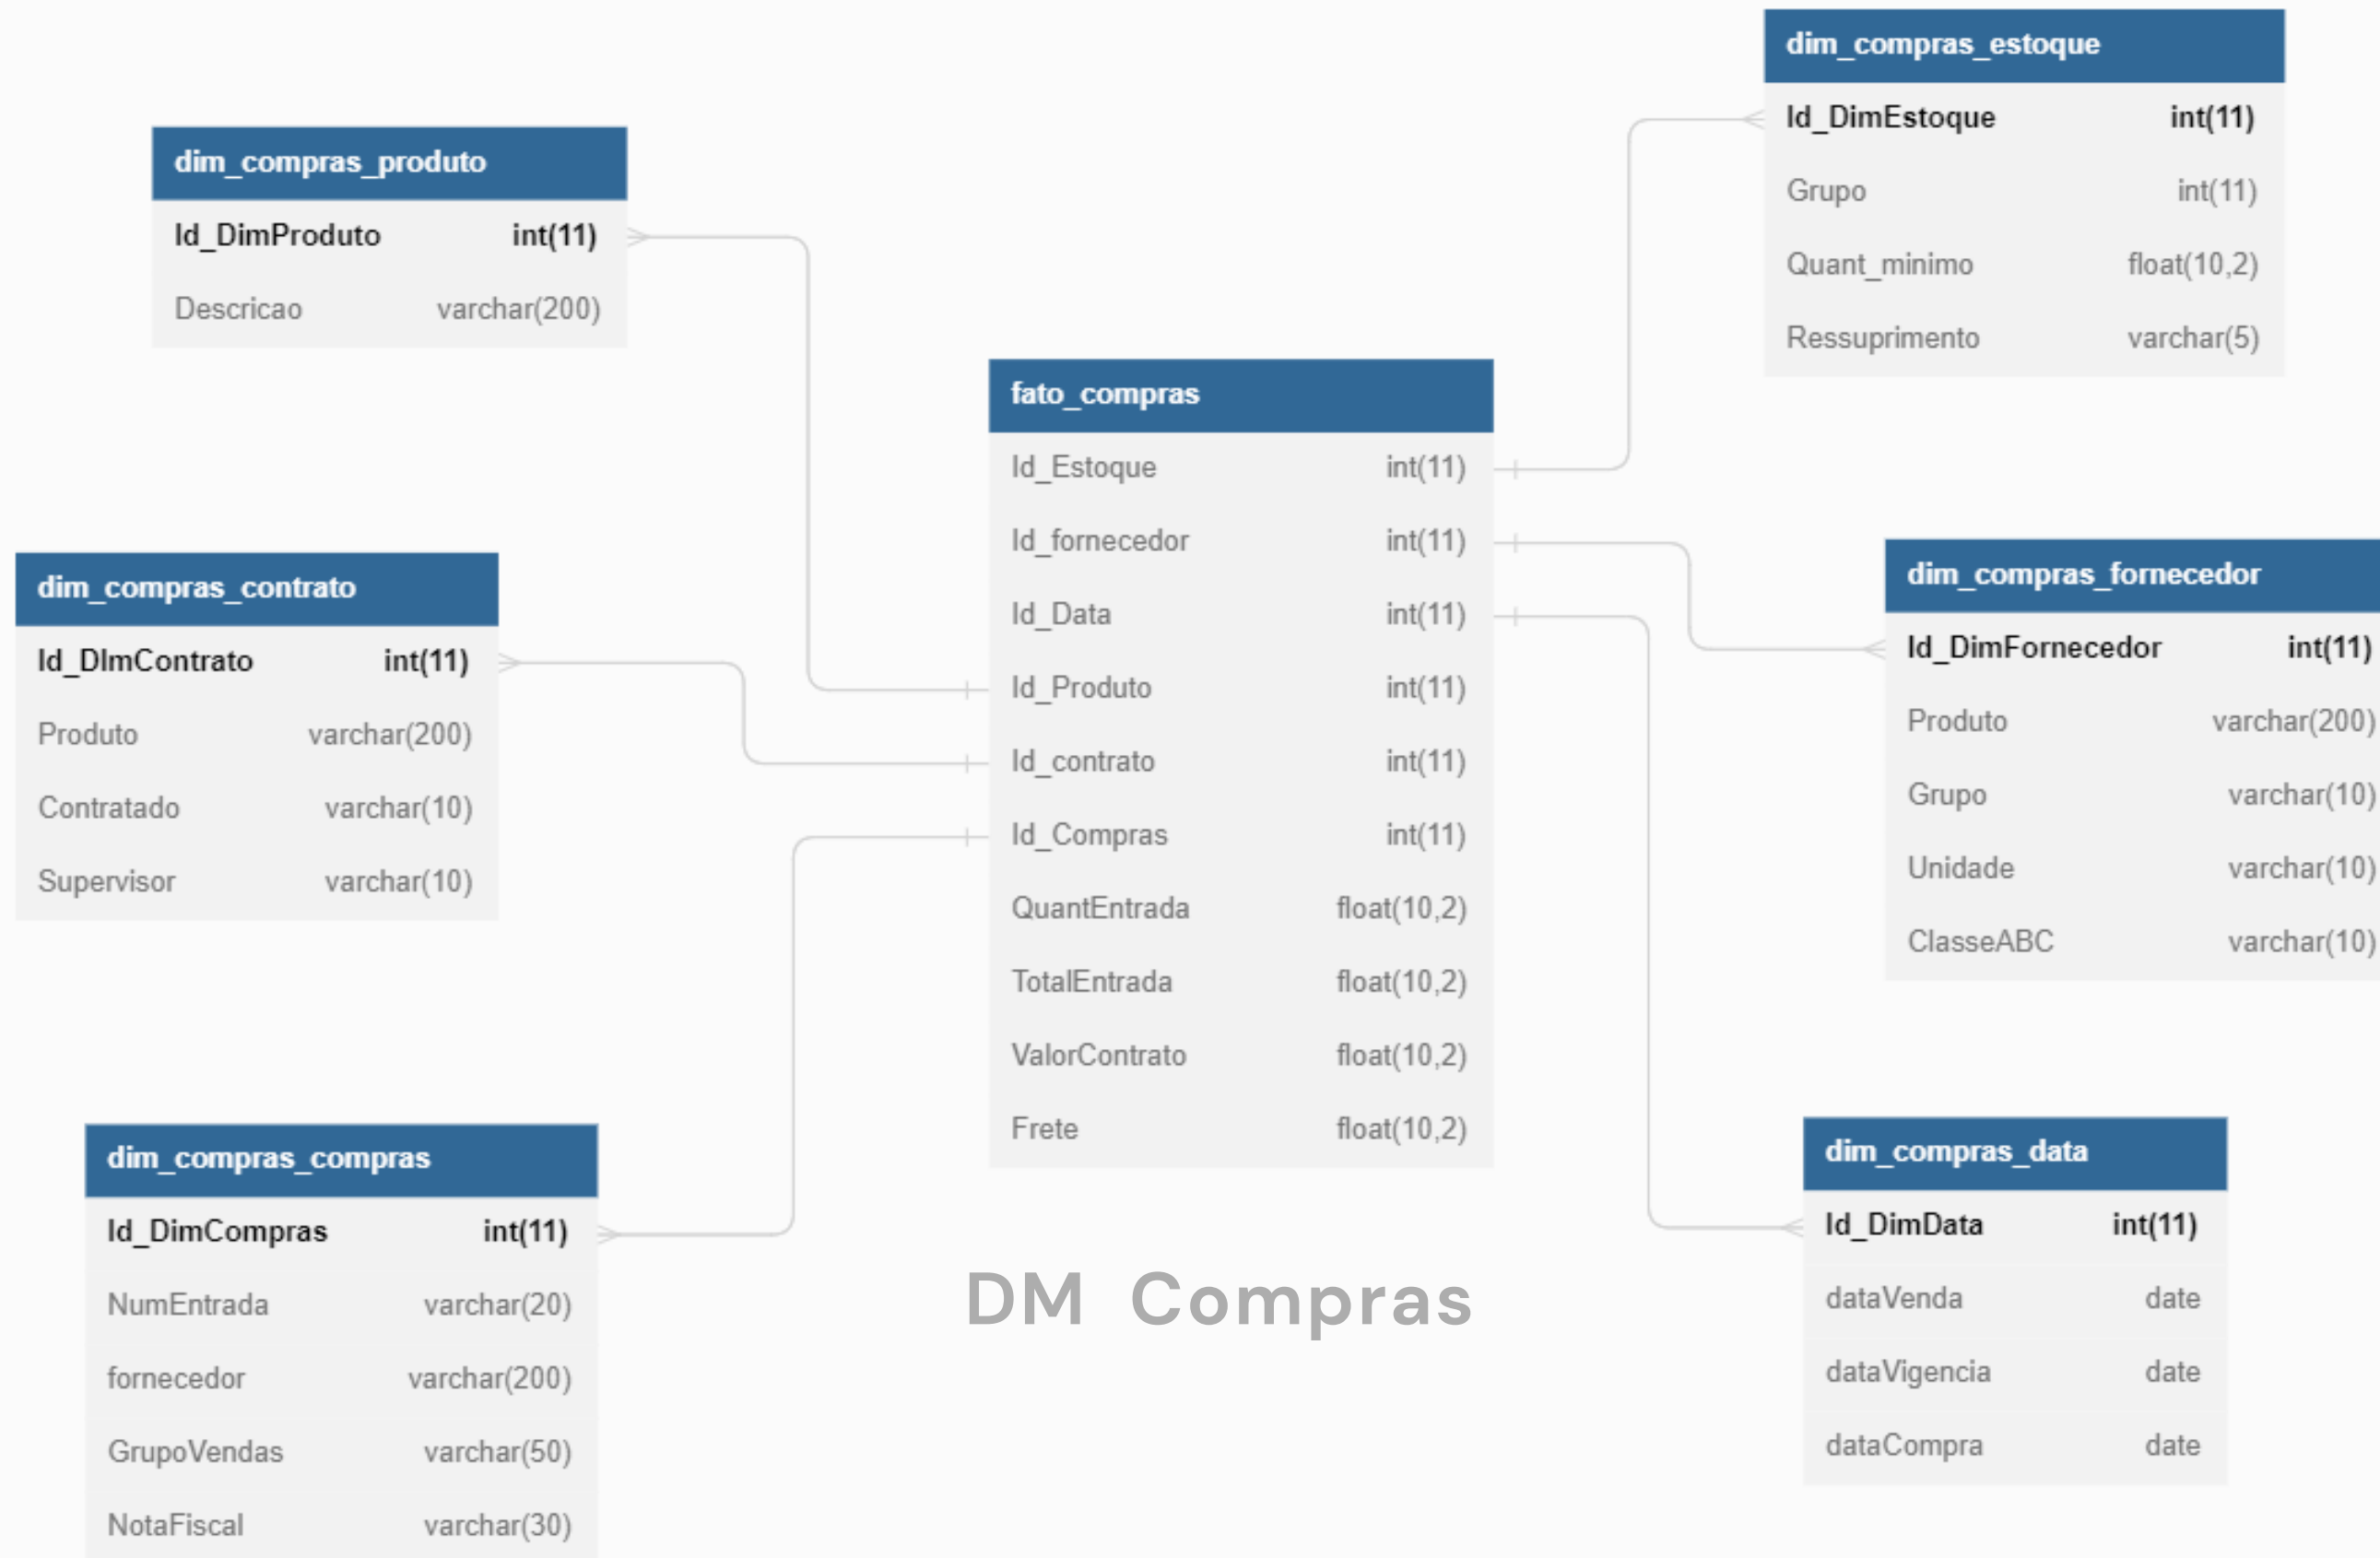 dim_compras_estoque
Id_DimEstoque int(11)
Grupo int(11)
Quant_minimo float(10,2)
Ressuprimento varchar(5)
dim_compras_produto
Id_DimProduto int(11)
Descricao varchar(200)
fato_compras
Id_Estoque int(11)
Id_fornecedor int(11)
Id_Data int(11)
Id_Produto int(11)
Id_contrato int(11)
Id_Compras int(11)
QuantEntrada float(10,2)
TotalEntrada float(10,2)
ValorContrato float(10,2)
Frete float(10,2)
dim_compras_contrato
Id_DImContrato int(11)
Produto varchar(200)
Contratado varchar(10)
Supervisor varchar(10)
dim_compras_fornecedor
Id_DimFornecedor int(11)
Produto varchar(200)
Grupo varchar(10)
Unidade varchar(10)
ClasseABC varchar(10)
dim_compras_compras
Id_DimCompras int(11)
NumEntrada varchar(20)
fornecedor varchar(200)
GrupoVendas varchar(50)
NotaFiscal varchar(30)
dim_compras_data
Id_DimData int(11)
dataVenda date
dataVigencia date
dataCompra date
DM Compras